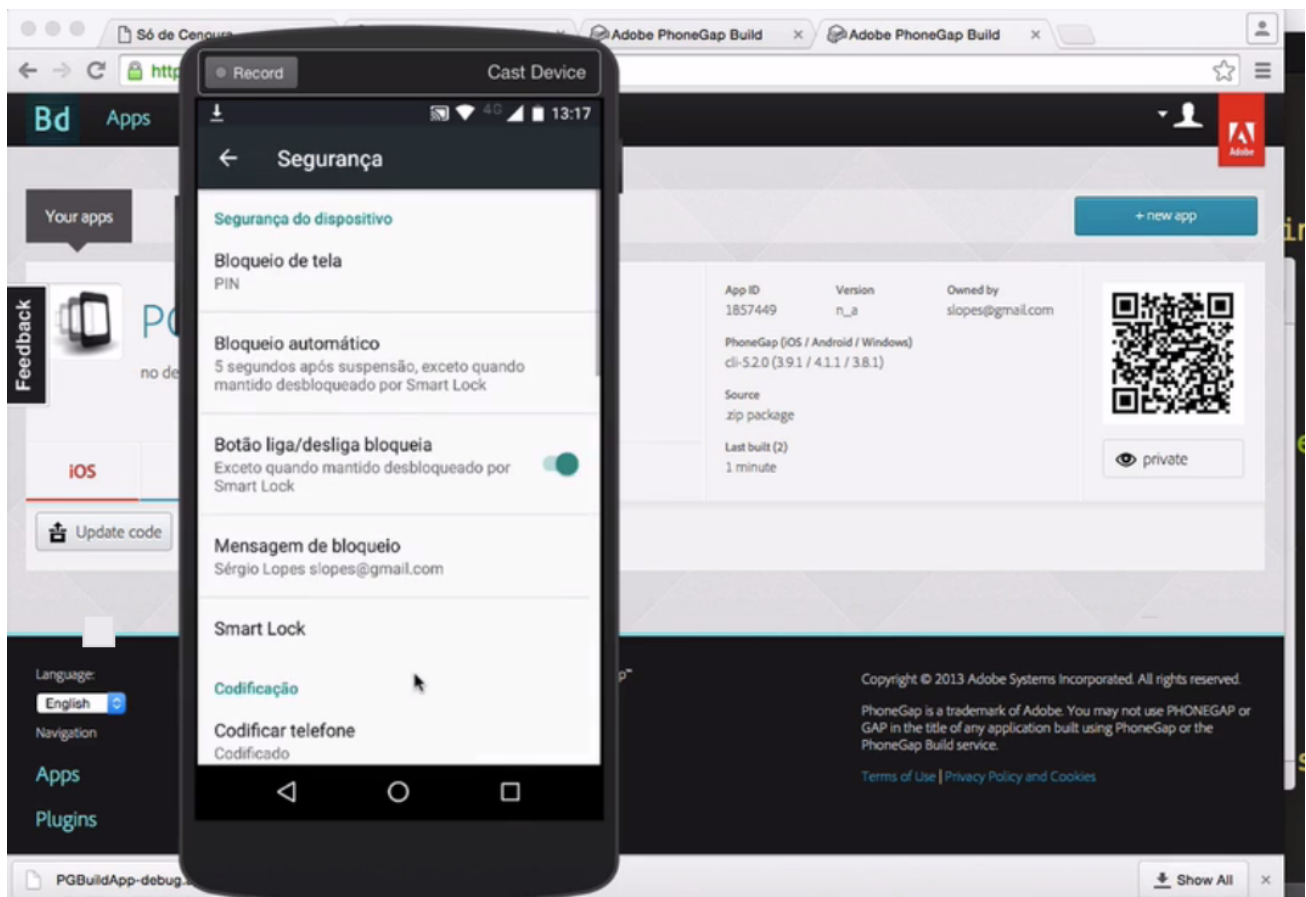 Só de Cenoura
Adobe PhoneGap Build
Adobe PhoneGap Build
http
Record
Cast Device
Bd
Apps
4G
13:17
Adobe
Segurança
Your apps
+ new app
Segurança do dispositivo
Bloqueio de tela
PIN
Feedback
no de
Bloqueio automático
5 segundos após suspensão, exceto quando
mantido desbloqueado por Smart Lock
Botão liga/desliga bloqueia
Exceto quando mantido desbloqueado por
Smart Lock
Mensagem de bloqueio
Sérgio Lopes slopes@gmail.com
Smart Lock
Codificação
Codificar telefone
Codificado
App ID
Version
Owned by
1857449
n_a
slopes@gmail.com
PhoneGap (iOS / Android / Windows)
cli-5.2.0 (3.9.1 / 4.1.1 / 3.8.1)
Source
.zip package
Last built (2)
1 minute
private
iOS
Update code
Language:
English
Navigation
Apps
Plugins
Copyright © 2013 Adobe Systems Incorporated. All rights reserved.
PhoneGap is a trademark of Adobe. You may not use PHONEGAP or
GAP in the title of any application built using PhoneGap or the
PhoneGap Build service.
Terms of Use | Privacy Policy and Cookies
PGBuildApp-debug
Show All